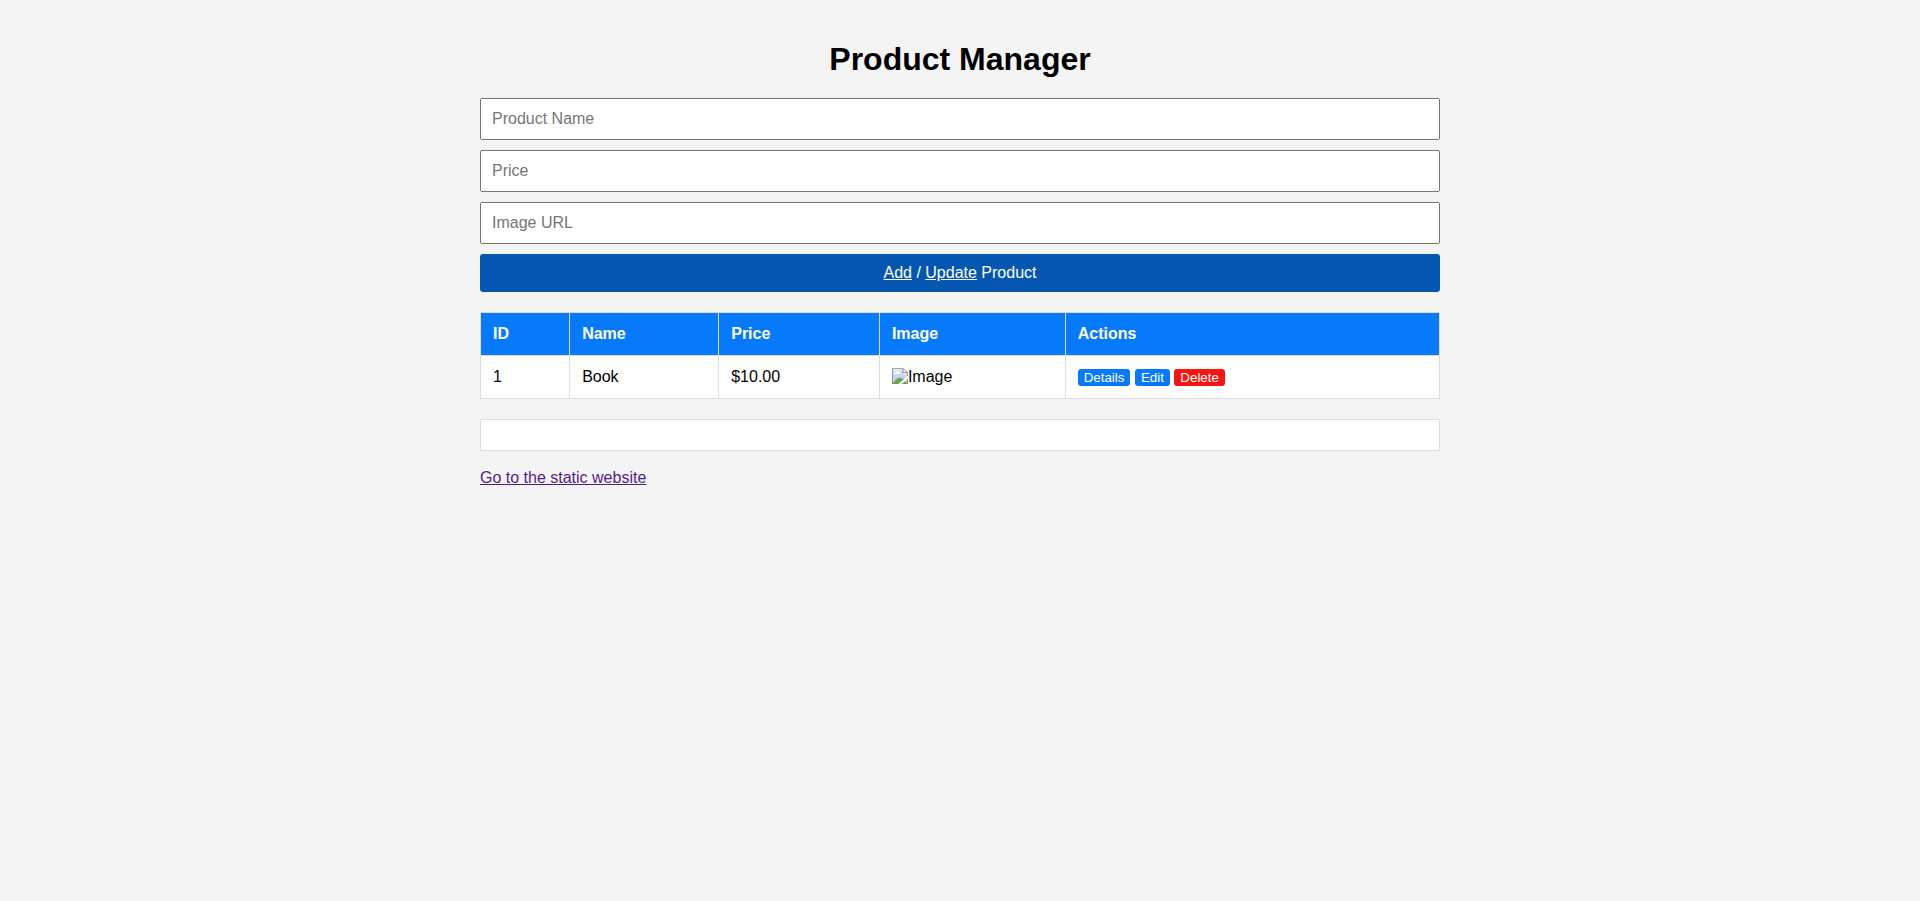 Product Manager
Product Name
Price
Image URL
Add / Update Product
ID Name Price Image Actions
1 Book $10.00 Image Details Edit Delete
Go to the static website